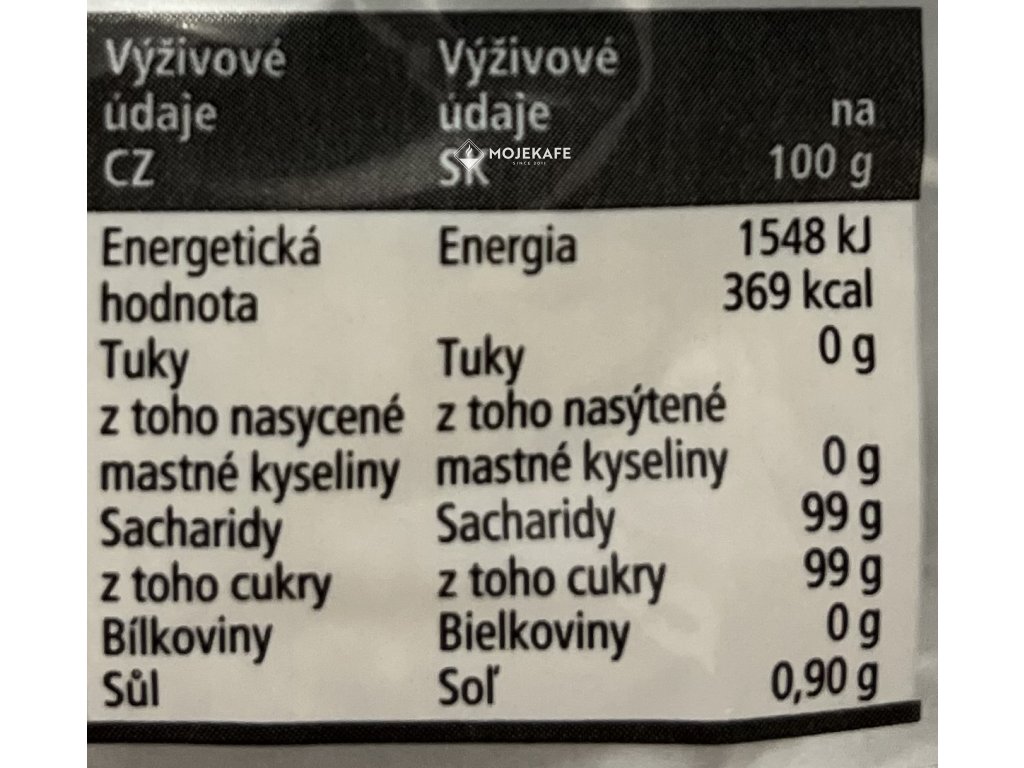 Výživové údaje CZ
Výživové údaje SK
na 100 g
MOJEKAFE
SINCE 2011
Energetická hodnota Energia 1548 kJ
369 kcal
Tuky Tuky 0 g
z toho nasycené z toho nasýtené
mastné kyseliny mastné kyseliny 0 g
Sacharidy Sacharidy 99 g
z toho cukry z toho cukry 99 g
Bílkoviny Bielkoviny 0 g
Sůl Soľ 0,90 g